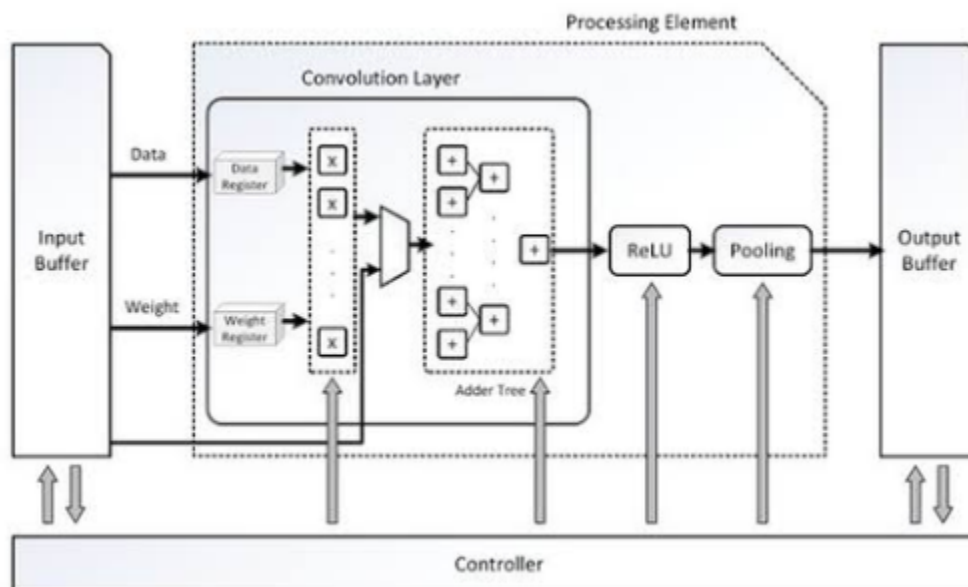 Processing Element
Convolution Layer
Data
Data
Register
x
x
Input
Buffer
Weight
Weight
Register
x
+
+
+
+
+
+
+
Adder Tree
ReLU
Pooling
Output
Buffer
Controller